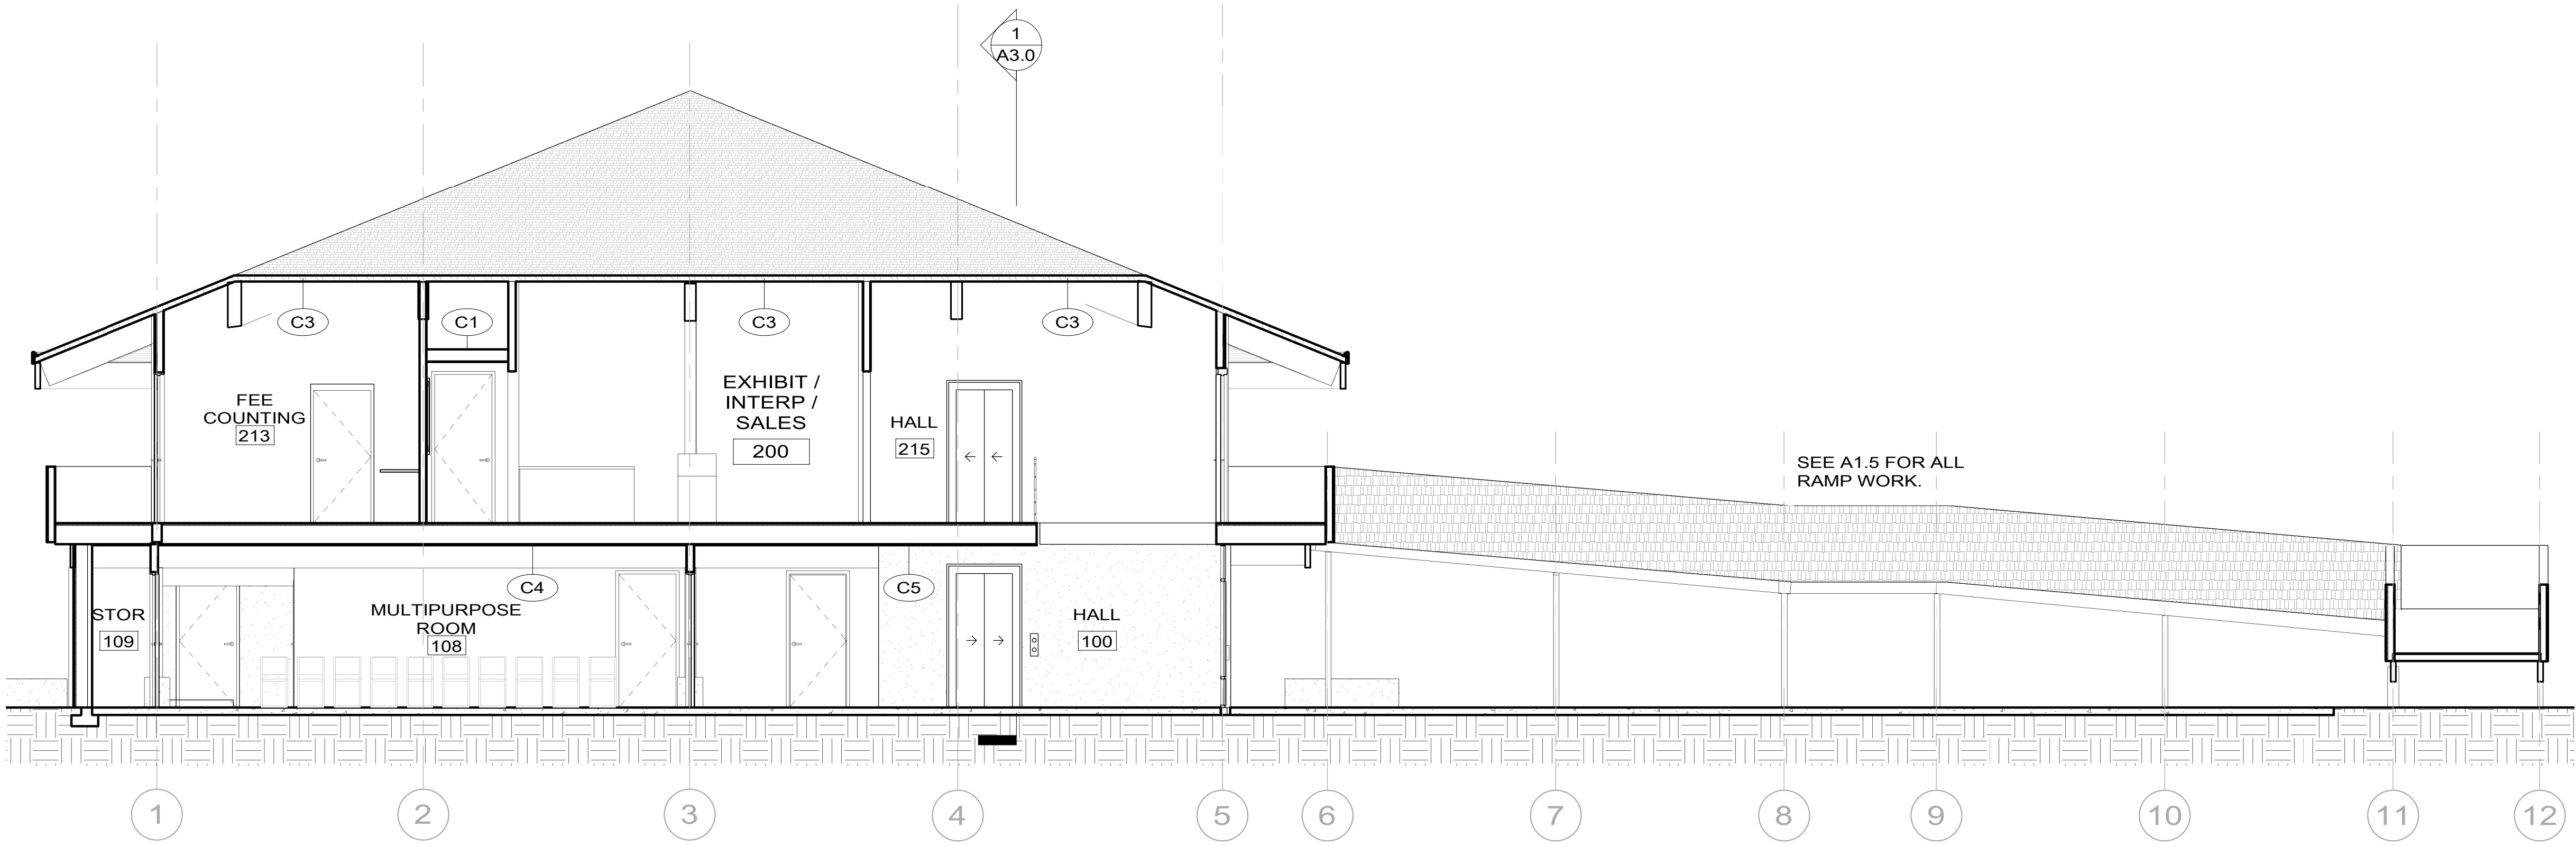 1
A3.0
C3
C1
C3
C3
FEE
COUNTING
213
EXHIBIT /
INTERP /
SALES
200
HALL
215
SEE A1.5 FOR ALL
RAMP WORK.
C4
C5
STOR
109
MULTIPURPOSE
ROOM
108
HALL
100
1
2
3
4
5
6
7
8
9
10
11
12